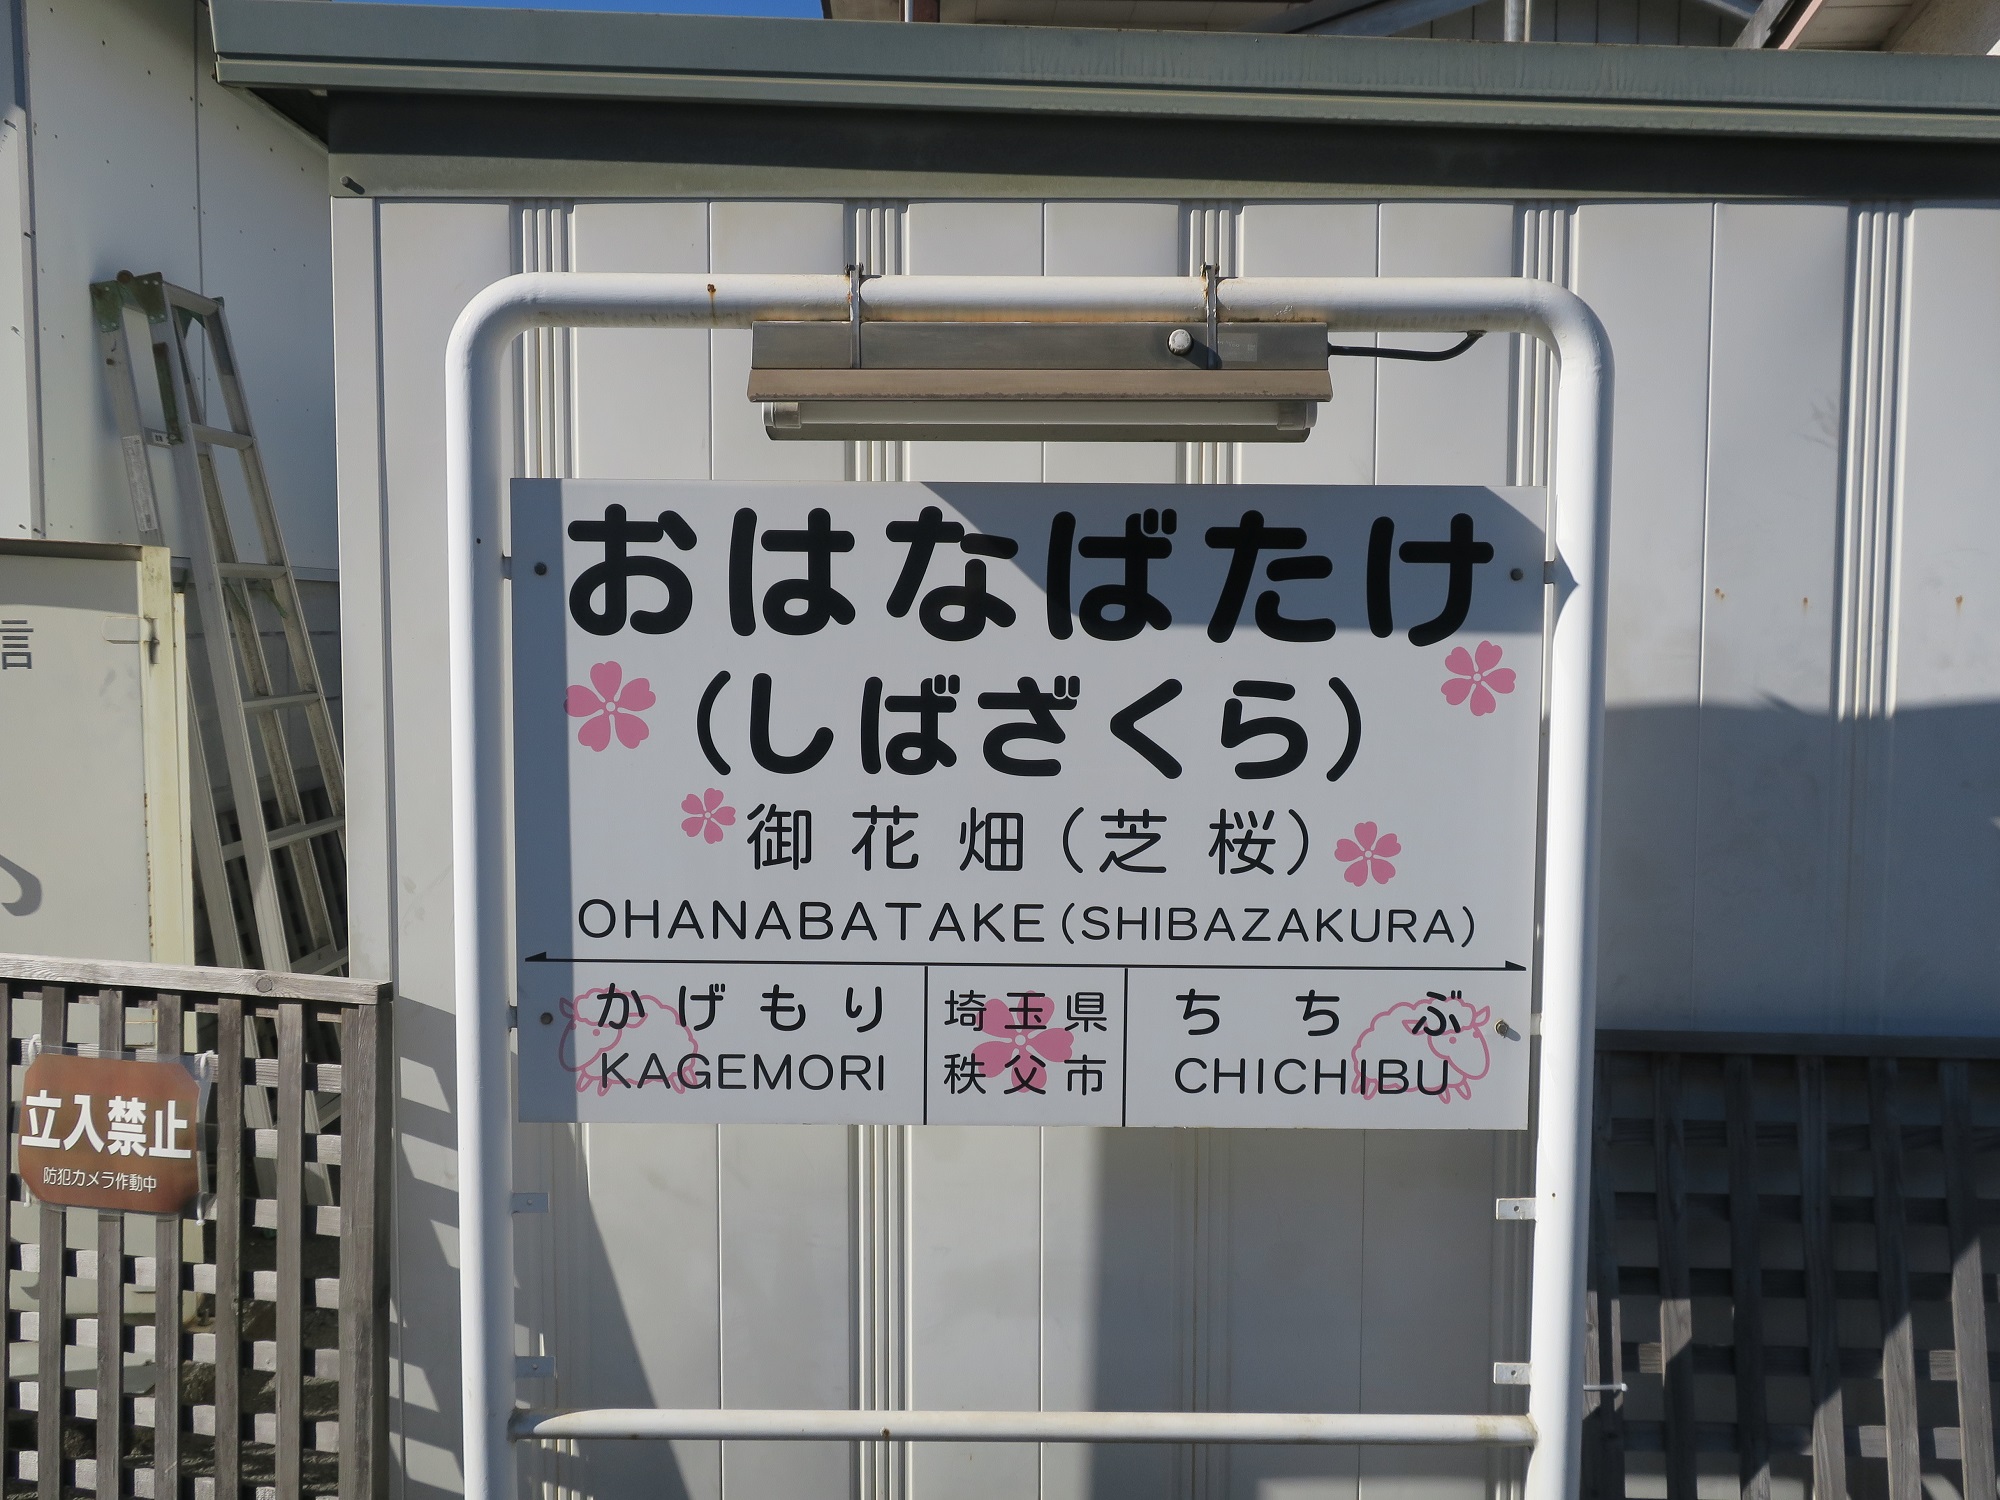 おはなばたけ
(しばざくら)
御花畑(芝桜)
OHANABATAKE(SHIBAZAKURA)
かげもり
KAGEMORI
埼玉県
秩父市
ちちぶ
CHICHIBU
立入禁止
防犯カメラ作動中